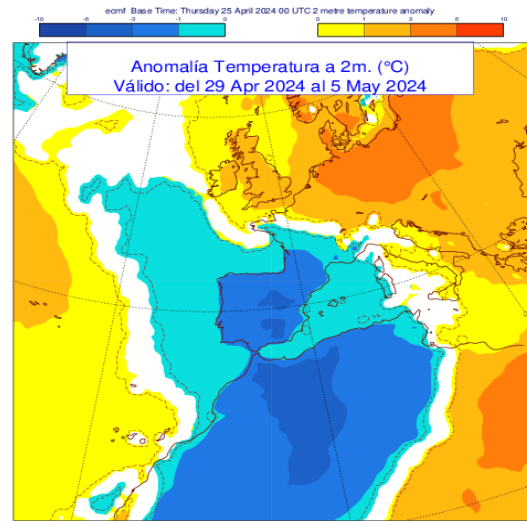 ecmf Base Time: Thursday 25 April 2024 00 UTC 2 metre temperature anomaly
-10 -6 -3 -1 0 0 1 3 6 10
Anomalía Temperatura a 2m. (°C)
Válido: del 29 Apr 2024 al 5 May 2024